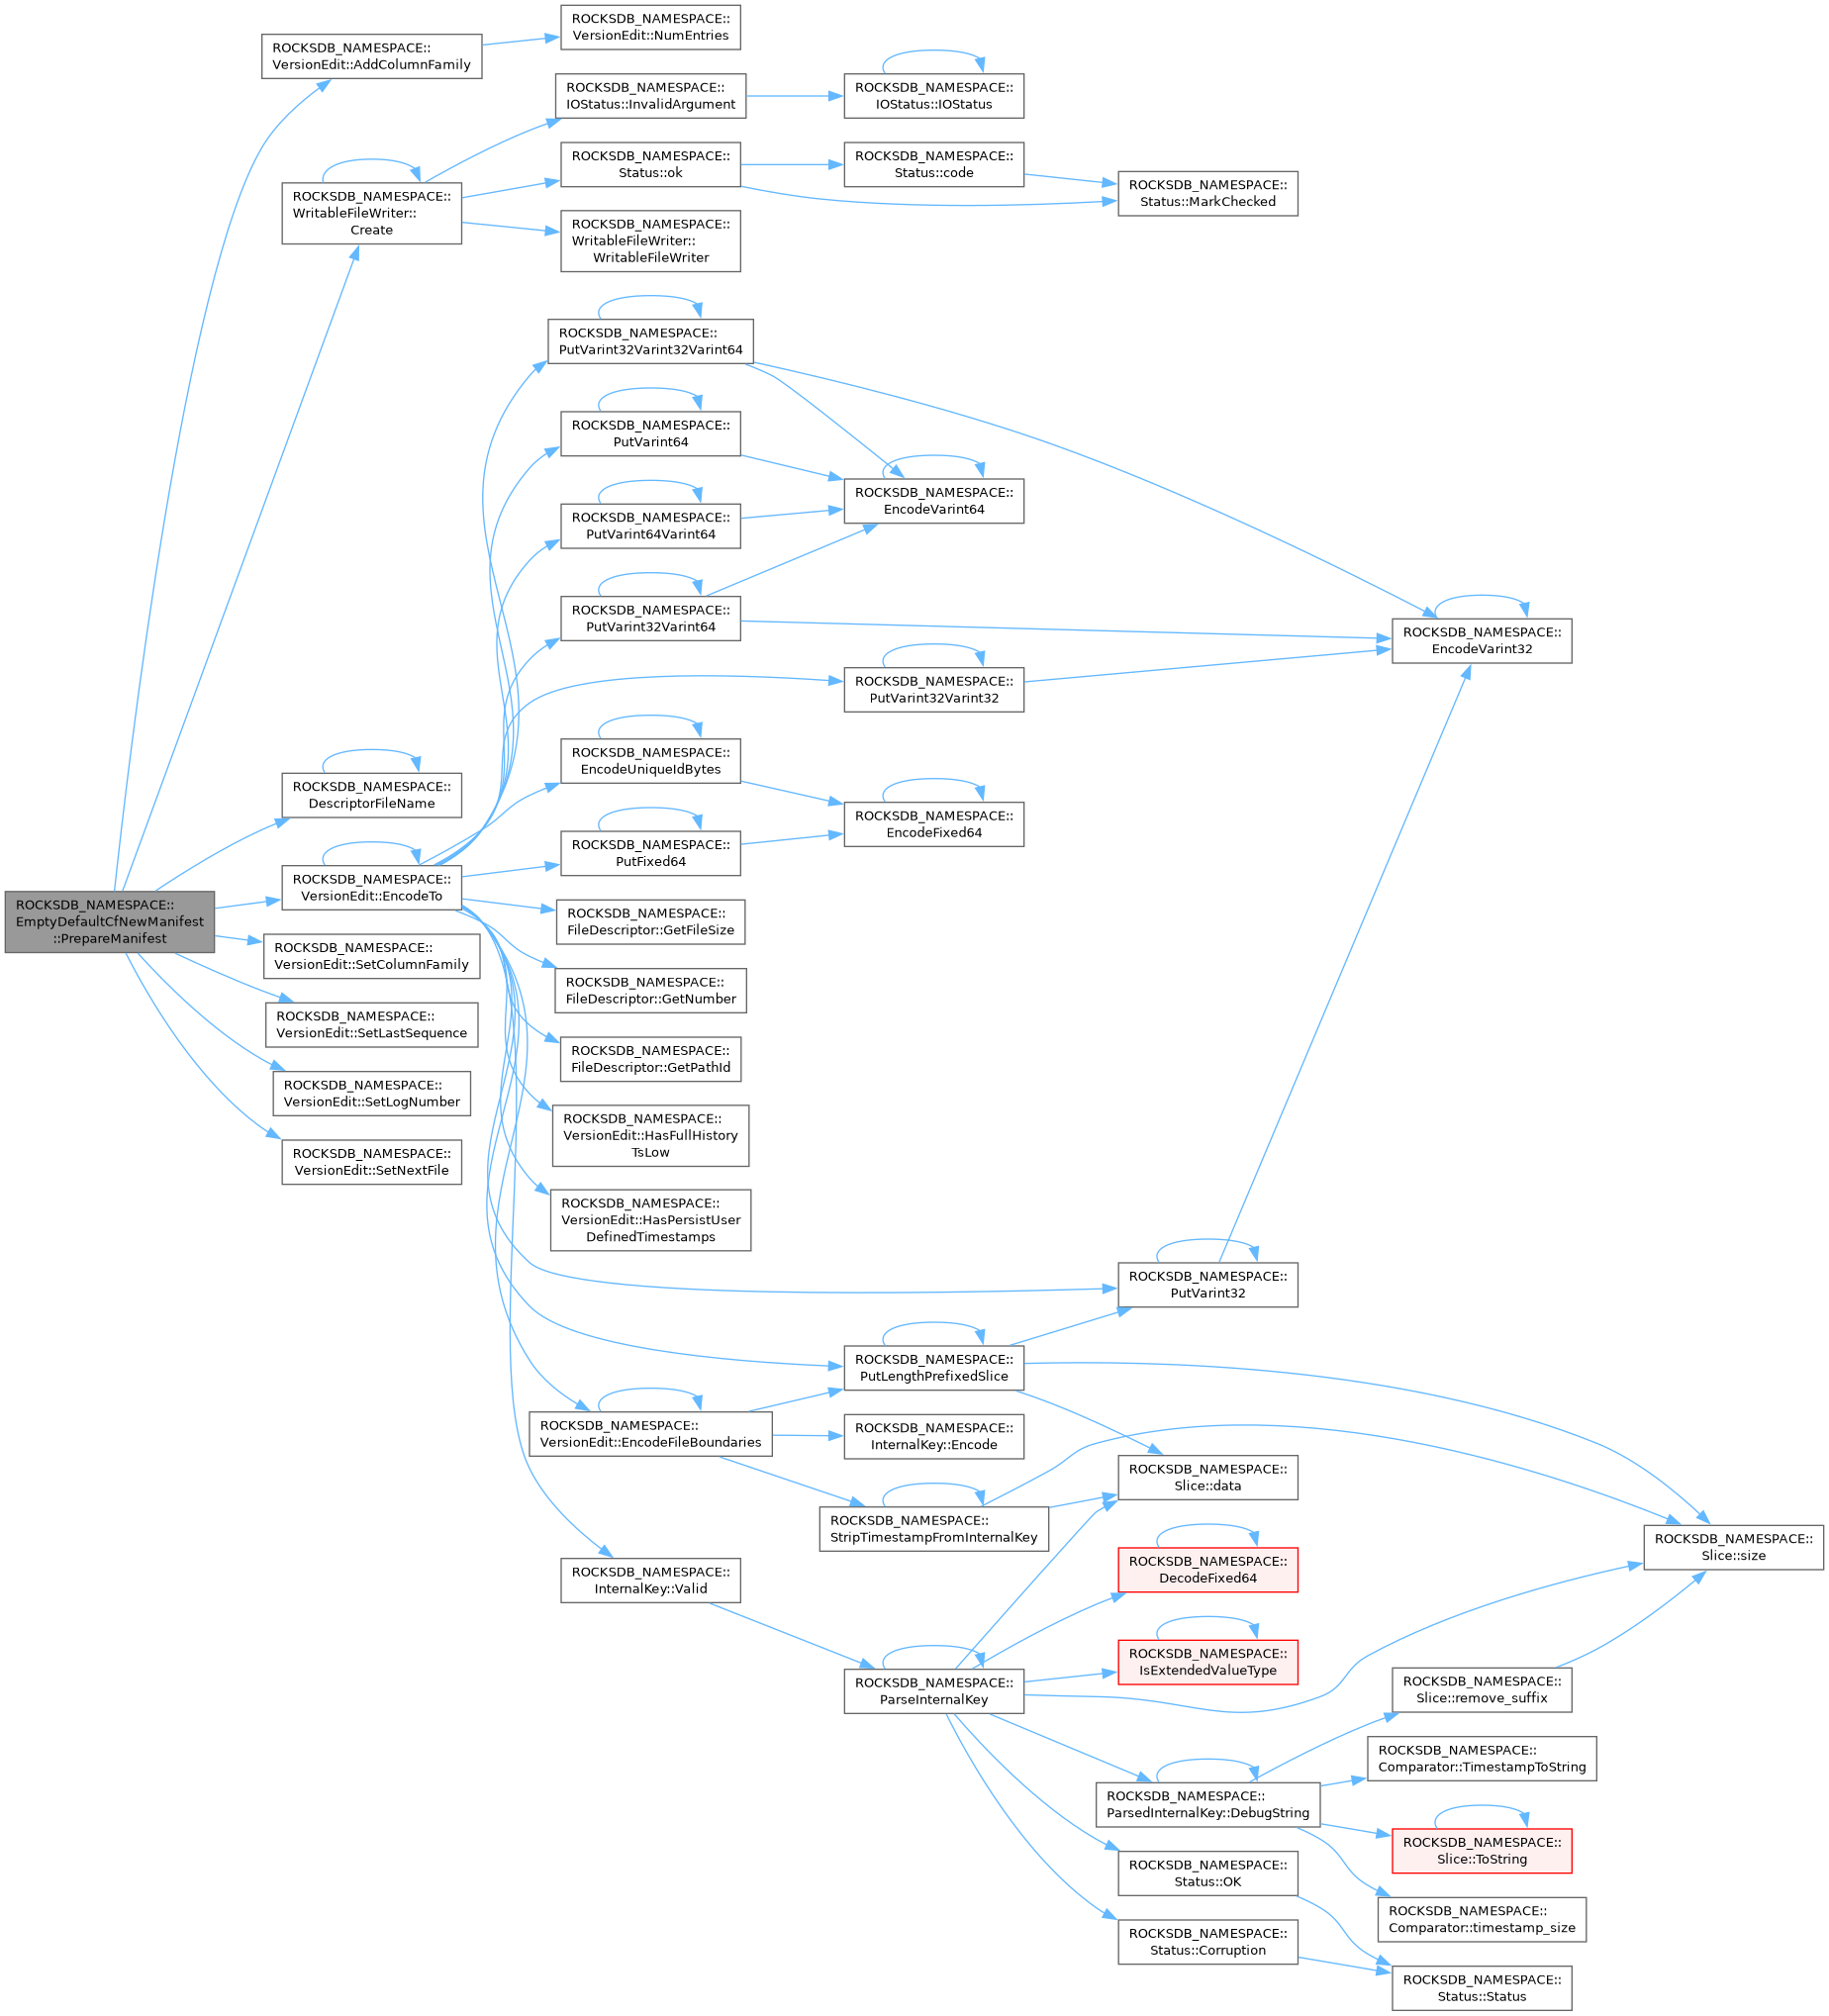 ROCKSDB_NAMESPACE::
EmptyDefaultCfNewManifest
::PrepareManifest
ROCKSDB_NAMESPACE::
VersionEdit::AddColumnFamily
ROCKSDB_NAMESPACE::
VersionEdit::NumEntries
ROCKSDB_NAMESPACE::
WritableFileWriter::
Create
ROCKSDB_NAMESPACE::
IOStatus::InvalidArgument
ROCKSDB_NAMESPACE::
IOStatus::IOStatus
ROCKSDB_NAMESPACE::
Status::ok
ROCKSDB_NAMESPACE::
Status::code
ROCKSDB_NAMESPACE::
Status::MarkChecked
ROCKSDB_NAMESPACE::
WritableFileWriter::
WritableFileWriter
ROCKSDB_NAMESPACE::
DescriptorFileName
ROCKSDB_NAMESPACE::
VersionEdit::EncodeTo
ROCKSDB_NAMESPACE::
VersionEdit::SetColumnFamily
ROCKSDB_NAMESPACE::
VersionEdit::SetLastSequence
ROCKSDB_NAMESPACE::
VersionEdit::SetLogNumber
ROCKSDB_NAMESPACE::
VersionEdit::SetNextFile
ROCKSDB_NAMESPACE::
PutVarint32Varint32Varint64
ROCKSDB_NAMESPACE::
PutVarint64
ROCKSDB_NAMESPACE::
PutVarint64Varint64
ROCKSDB_NAMESPACE::
PutVarint32Varint64
ROCKSDB_NAMESPACE::
EncodeVarint64
ROCKSDB_NAMESPACE::
EncodeVarint32
ROCKSDB_NAMESPACE::
PutVarint32Varint32
ROCKSDB_NAMESPACE::
EncodeUniqueIdBytes
ROCKSDB_NAMESPACE::
EncodeFixed64
ROCKSDB_NAMESPACE::
PutFixed64
ROCKSDB_NAMESPACE::
FileDescriptor::GetFileSize
ROCKSDB_NAMESPACE::
FileDescriptor::GetNumber
ROCKSDB_NAMESPACE::
FileDescriptor::GetPathId
ROCKSDB_NAMESPACE::
VersionEdit::HasFullHistory
TsLow
ROCKSDB_NAMESPACE::
VersionEdit::HasPersistUser
DefinedTimestamps
ROCKSDB_NAMESPACE::
PutVarint32
ROCKSDB_NAMESPACE::
PutLengthPrefixedSlice
ROCKSDB_NAMESPACE::
VersionEdit::EncodeFileBoundaries
ROCKSDB_NAMESPACE::
InternalKey::Encode
ROCKSDB_NAMESPACE::
Slice::data
ROCKSDB_NAMESPACE::
StripTimestampFromInternalKey
ROCKSDB_NAMESPACE::
Slice::size
ROCKSDB_NAMESPACE::
InternalKey::Valid
ROCKSDB_NAMESPACE::
DecodeFixed64
ROCKSDB_NAMESPACE::
IsExtendedValueType
ROCKSDB_NAMESPACE::
ParseInternalKey
ROCKSDB_NAMESPACE::
Slice::remove_suffix
ROCKSDB_NAMESPACE::
Comparator::TimestampToString
ROCKSDB_NAMESPACE::
ParsedInternalKey::DebugString
ROCKSDB_NAMESPACE::
Slice::ToString
ROCKSDB_NAMESPACE::
Status::OK
ROCKSDB_NAMESPACE::
Comparator::timestamp_size
ROCKSDB_NAMESPACE::
Status::Corruption
ROCKSDB_NAMESPACE::
Status::Status